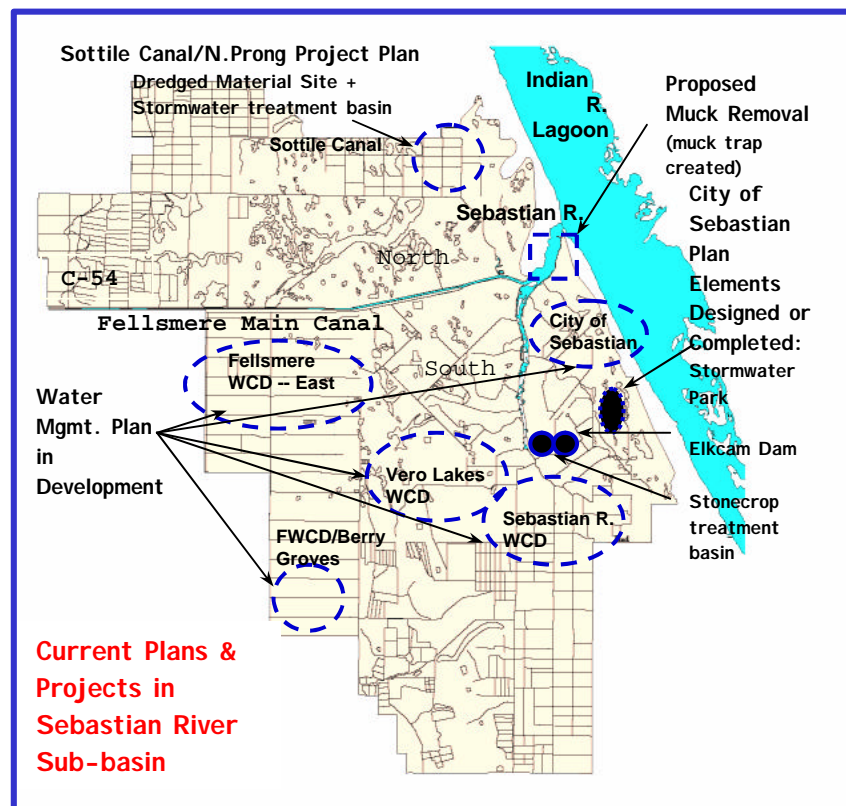 Sottile Canal/N.Prong Project Plan
Dredged Material Site +
Stormwater treatment basin
Sottile Canal
Indian
R.
Lagoon
Proposed
Muck Removal
(muck trap
created)
City of
Sebastian
Plan
Elements
Designed or
Completed:
Stormwater
Park
Elkcam Dam
Stonecrop
treatment
basin
Sebastian R.
North
C-54
Fellsmere Main Canal
City of
Sebastian
South
Fellsmere
WCD -- East
Water
Mgmt. Plan
in
Development
Vero Lakes
WCD
Sebastian R.
WCD
FWCD/Berry
Groves
Current Plans &
Projects in
Sebastian River
Sub-basin